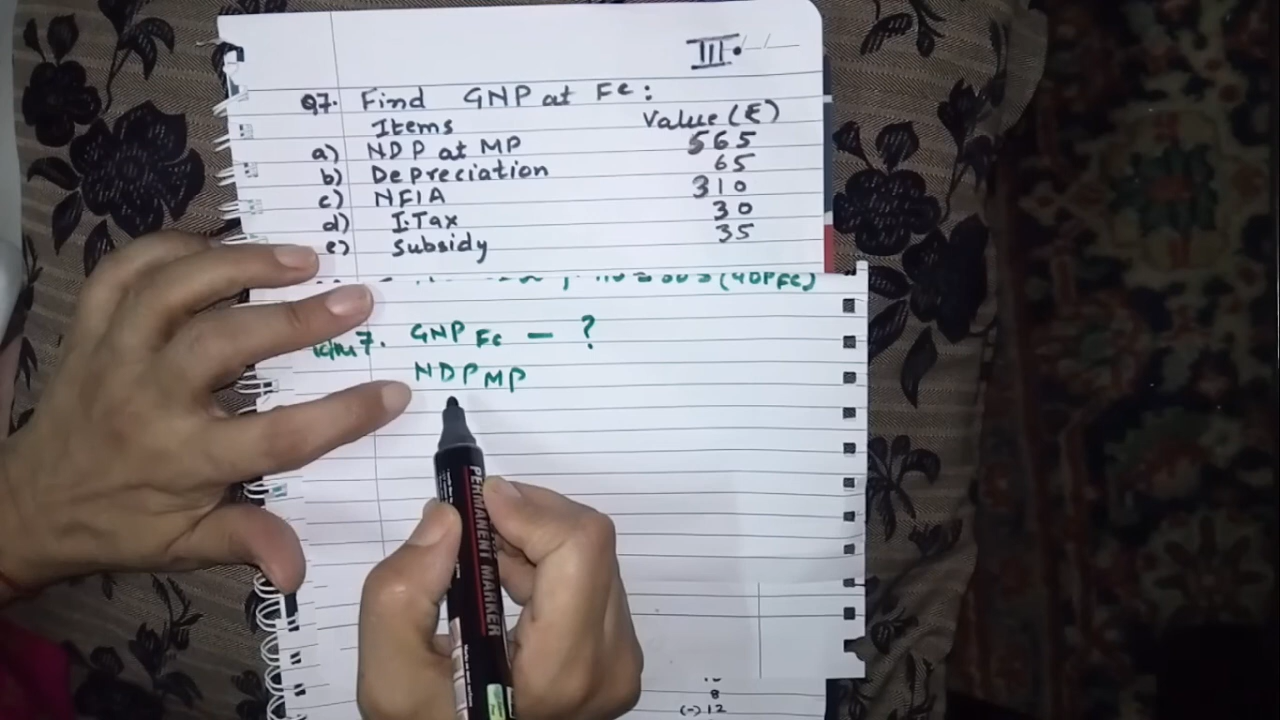 III.
Q7. Find GNP at FC:
Items Value (₹)
a) NDP at MP 565
b) Depreciation 65
c) NFIA 310
d) I.Tax 30
e) Subsidy 35
7. GNP FC — ?
NDP MP
PERMANENT MARKER
8
(-) 12